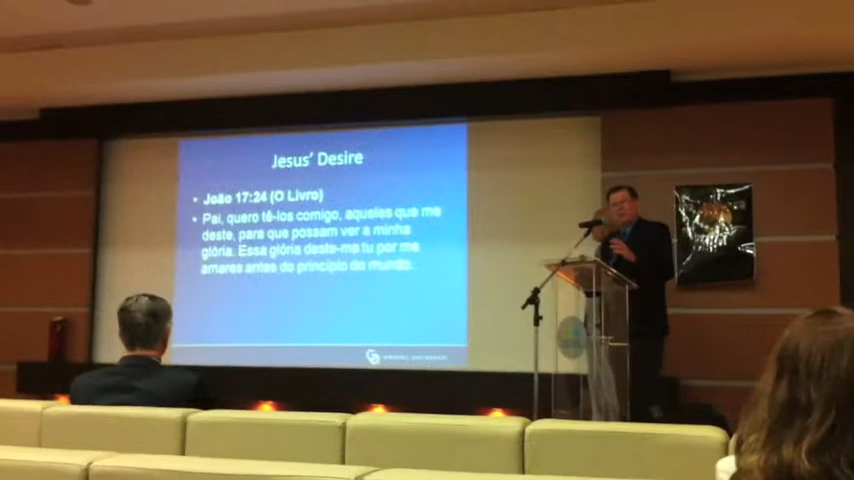 Jesus' Desire
• João 17:24 (O Livro)
• Pai, quero tê-los comigo, aqueles que me
deste, para que possam ver a minha
glória. Essa glória deste-ma tu por me
amares antes do princípio do mundo.